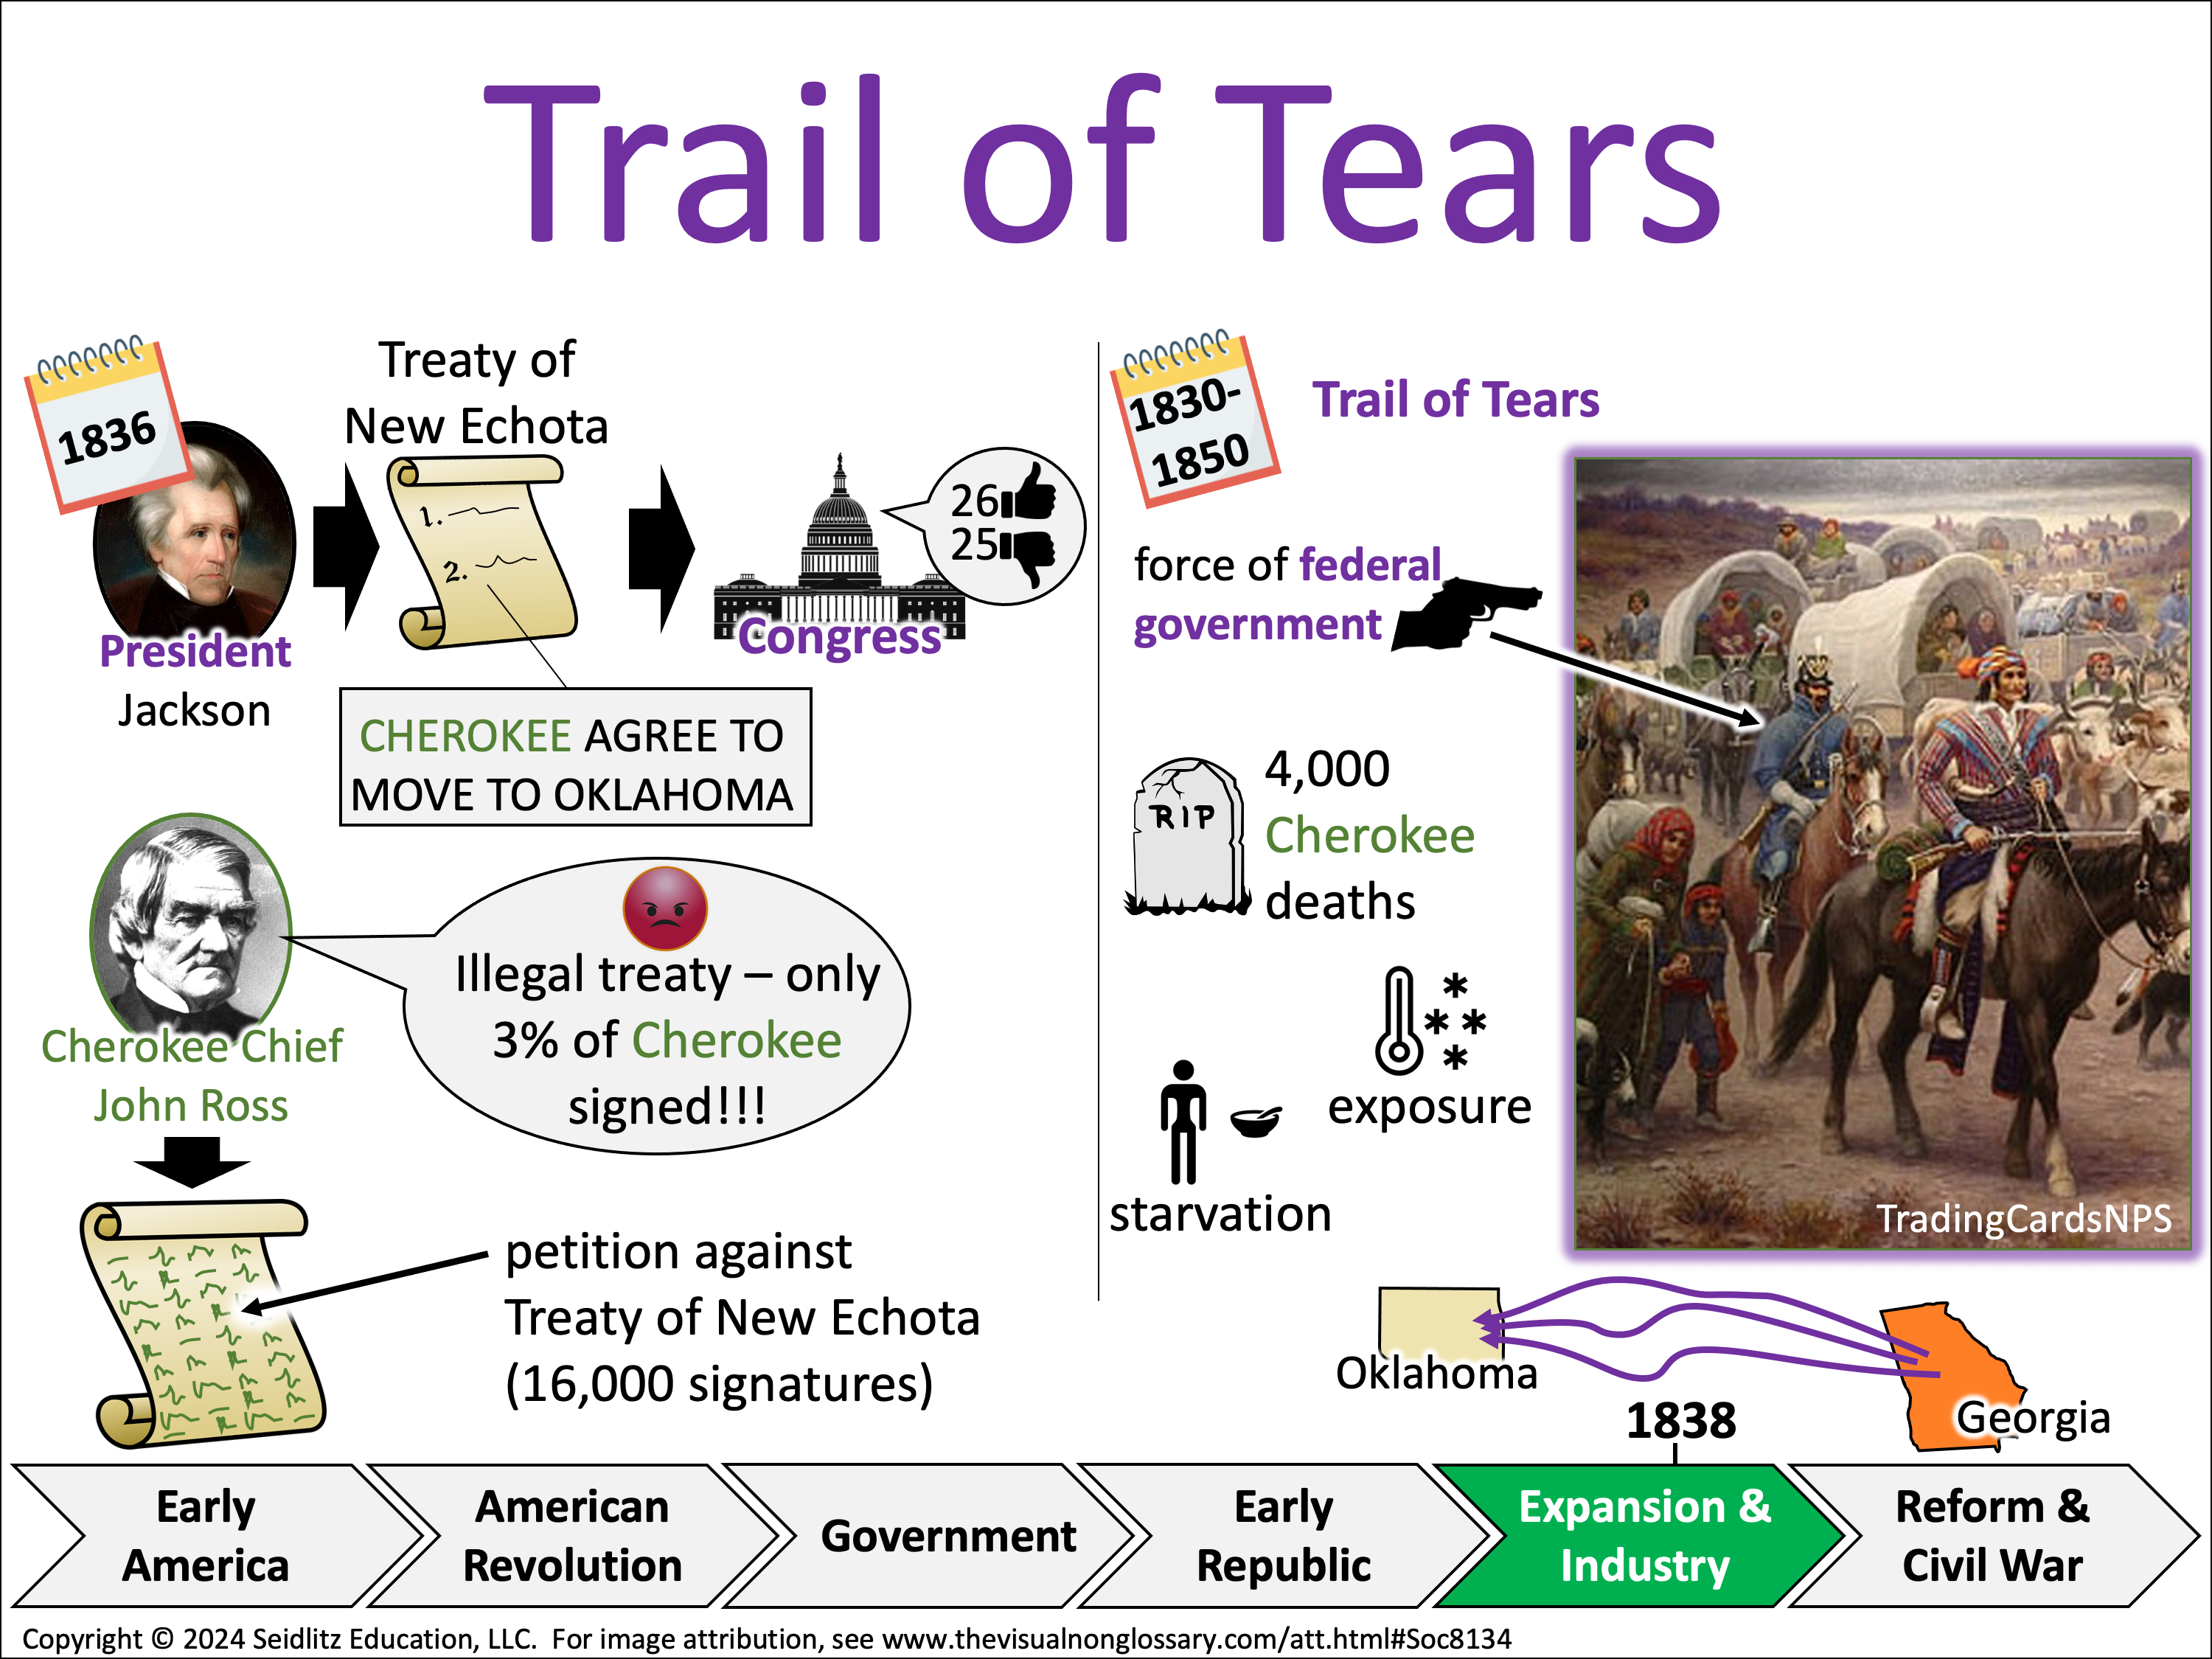 Trail of Tears
1836
President
Jackson
Treaty of
New Echota
1.
2.
CHEROKEE AGREE TO
MOVE TO OKLAHOMA
Congress
26
25
Cherokee Chief
John Ross
Illegal treaty – only
3% of Cherokee
signed!!!
petition against
Treaty of New Echota
(16,000 signatures)
1830-
1850
Trail of Tears
force of federal
government
RIP
4,000
Cherokee
deaths
exposure
starvation
TradingCardsNPS
Oklahoma
Georgia
1838
Early
America
American
Revolution
Government
Early
Republic
Expansion &
Industry
Reform &
Civil War
Copyright © 2024 Seidlitz Education, LLC.  For image attribution, see www.thevisualnonglossary.com/att.html#Soc8134